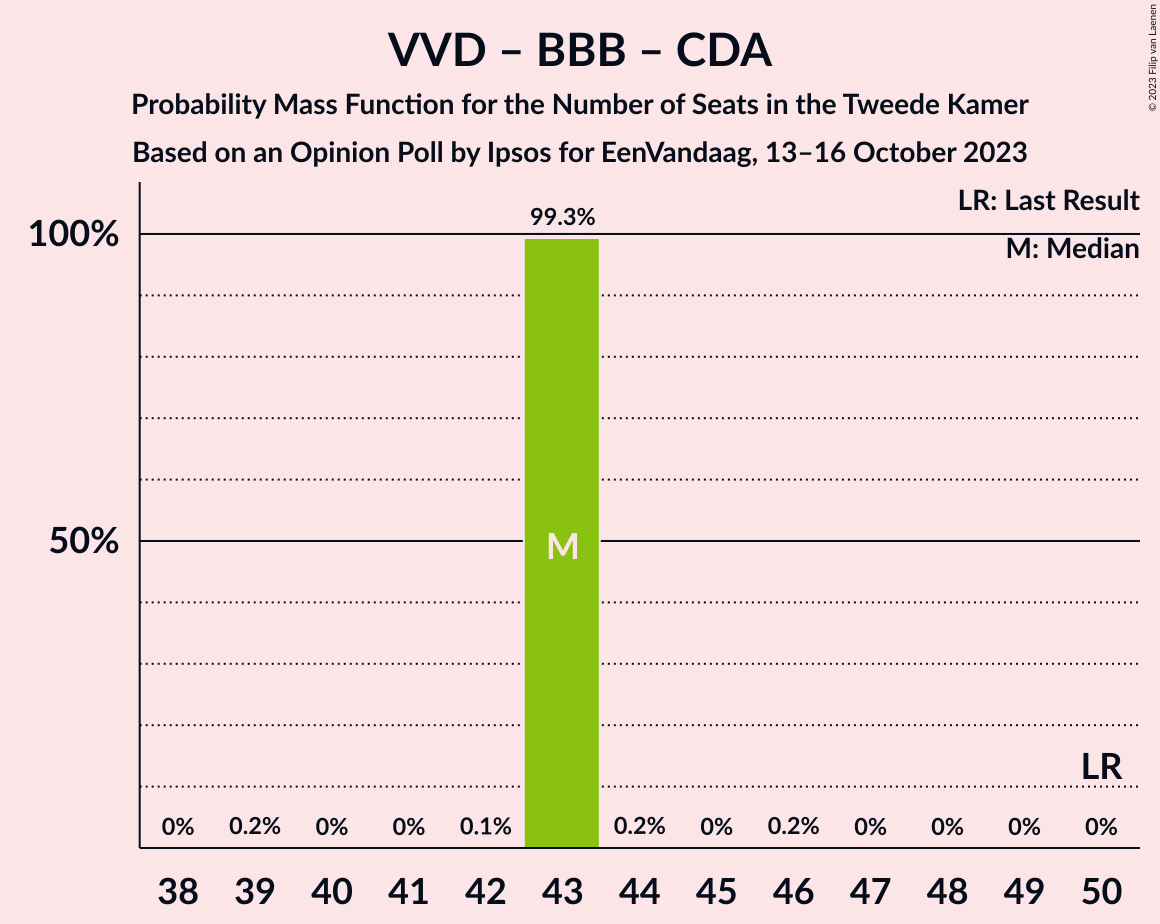 VVD – BBB – CDA
Probability Mass Function for the Number of Seats in the Tweede Kamer
Based on an Opinion Poll by Ipsos for EenVandaag, 13–16 October 2023
© 2023 Filip van Laenen
LR: Last Result
M: Median
99.3%
100%
50%
M
LR
0% 0.2% 0% 0% 0.1% 0.2% 0% 0.2% 0% 0% 0% 0%
38 39 40 41 42 43 44 45 46 47 48 49 50